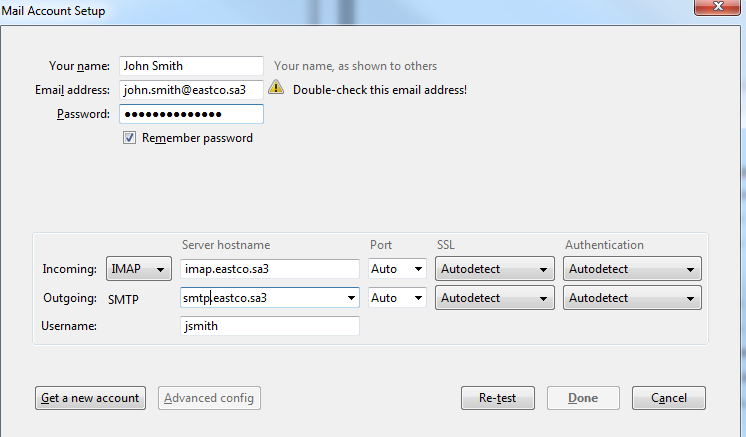 Mail Account Setup
Your name: John Smith Your name, as shown to others
Email address: john.smith@eastco.sa3 Double-check this email address!
Password: ●●●●●●●●●●●●●●
Remember password
Server hostname Port SSL Authentication
Incoming: IMAP imap.eastco.sa3 Auto Autodetect Autodetect
Outgoing: SMTP smtp.eastco.sa3 Auto Autodetect Autodetect
Username: jsmith
Get a new account Advanced config Re-test Done Cancel